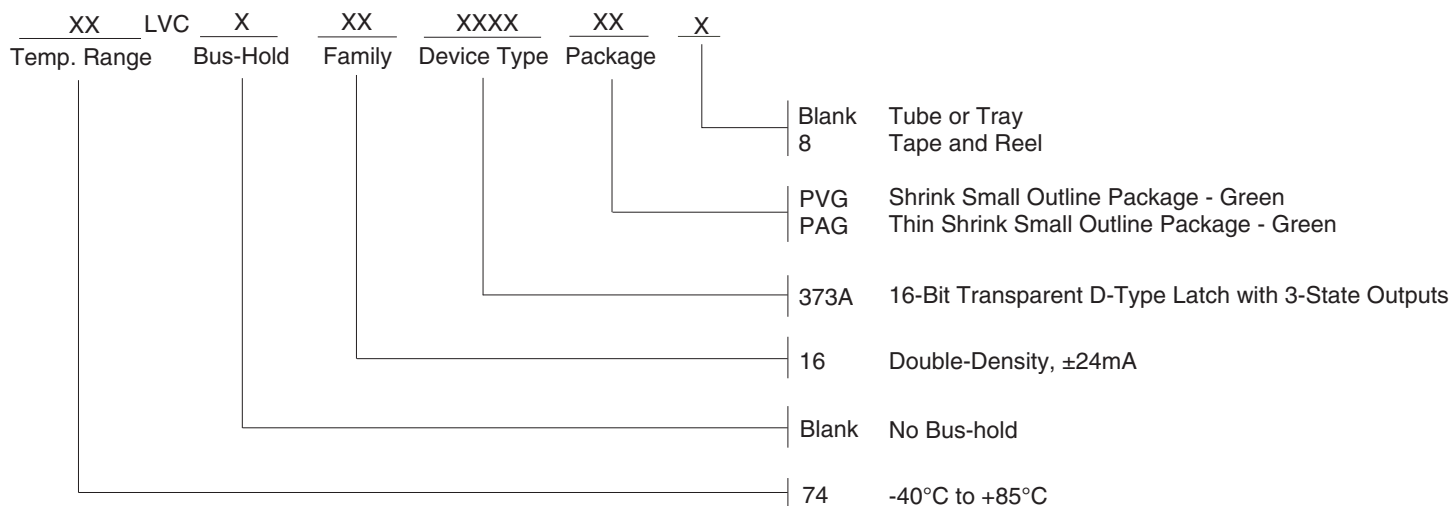 XX LVC X XX XXXX XX X
Temp. Range Bus-Hold Family Device Type Package
Blank Tube or Tray
8 Tape and Reel
PVG Shrink Small Outline Package - Green
PAG Thin Shrink Small Outline Package - Green
373A 16-Bit Transparent D-Type Latch with 3-State Outputs
16 Double-Density, ±24mA
Blank No Bus-hold
74 -40°C to +85°C